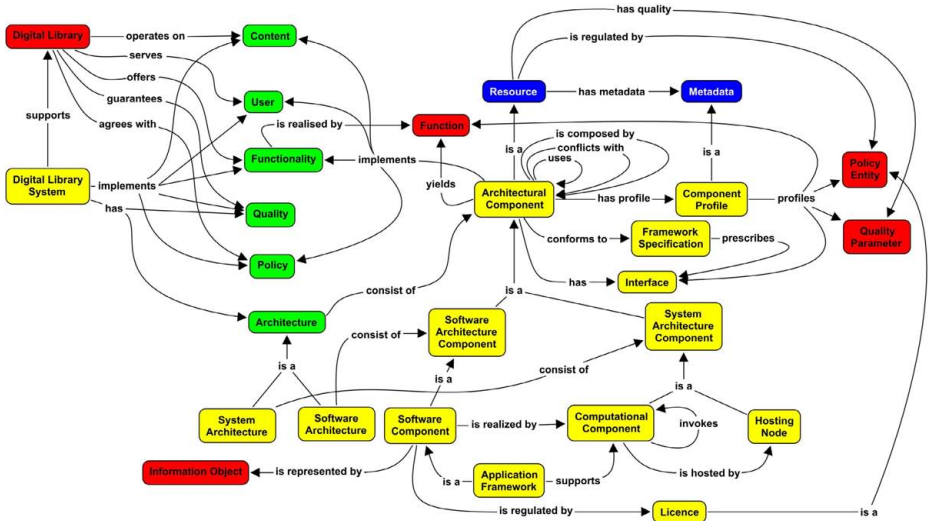 has quality
is regulated by
Digital Library
operates on
Content
serves
offers
guarantees
agrees with
supports
User
is realised by
Function
Resource
has metadata
Metadata
is a
is composed by
conflicts with
uses
is a
Functionality
implements
yields
Digital Library
System
implements
has
Quality
Policy
Architectural
Component
has profile
Component
Profile
profiles
Policy
Entity
Quality
Parameter
conforms to
Framework
Specification
prescribes
has
Interface
consist of
is a
Architecture
consist of
Software
Architecture
Component
System
Architecture
Component
is a
is a
consist of
is a
System
Architecture
Software
Architecture
Software
Component
is realized by
Computational
Component
invokes
Hosting
Node
Information Object
is represented by
is a
Application
Framework
supports
is hosted by
is regulated by
Licence
is a